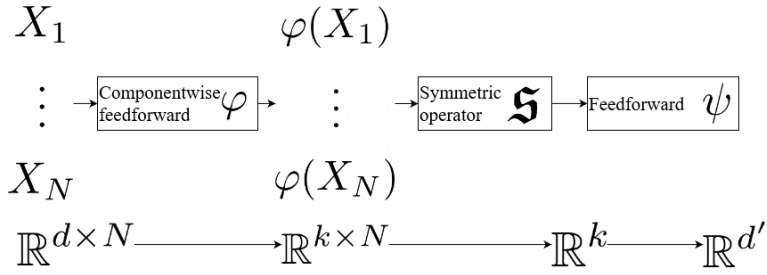 X_1 φ(X_1)
⋮ Componentwise feedforward φ ⋮ Symmetric operator 𝕾 Feedforward ψ
X_N φ(X_N)
ℝ^{d×N} ℝ^{k×N} ℝ^k ℝ^{d'}